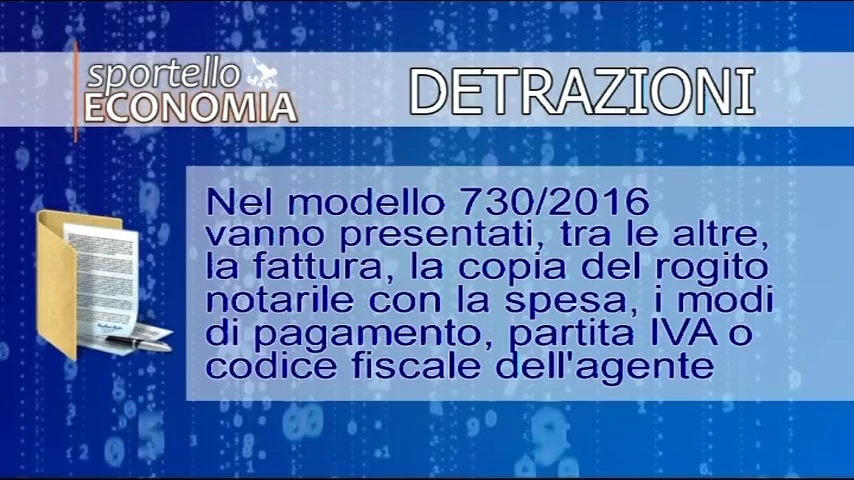 sportello
ECONOMIA
DETRAZIONI
Nel modello 730/2016
vanno presentati, tra le altre,
la fattura, la copia del rogito
notarile con la spesa, i modi
di pagamento, partita IVA o
codice fiscale dell'agente